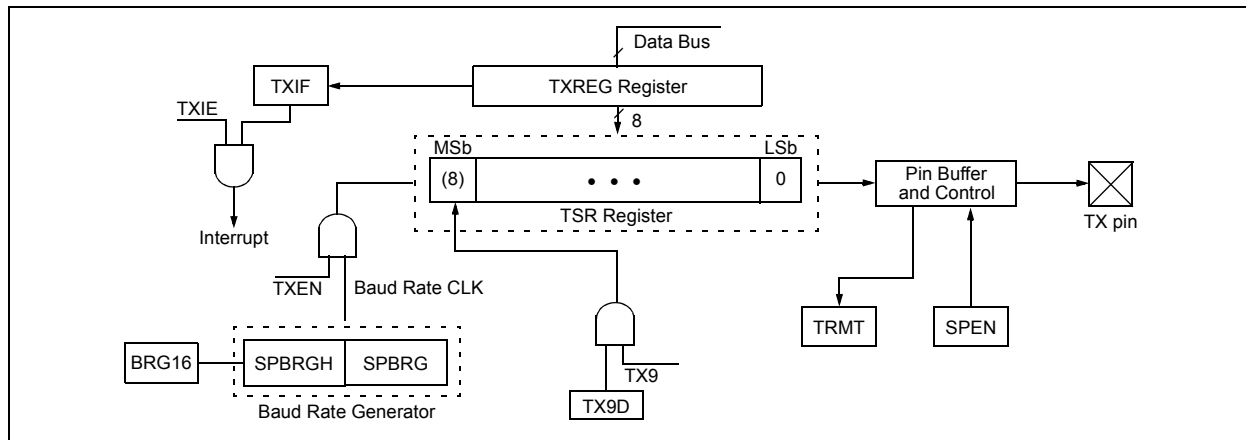 Data Bus
TXIF
TXREG Register
TXIE
8
MSb
LSb
(8)
• • •
0
Pin Buffer
and Control
TSR Register
TX pin
Interrupt
TXEN
Baud Rate CLK
TRMT
SPEN
BRG16
SPBRGH
SPBRG
TX9
Baud Rate Generator
TX9D